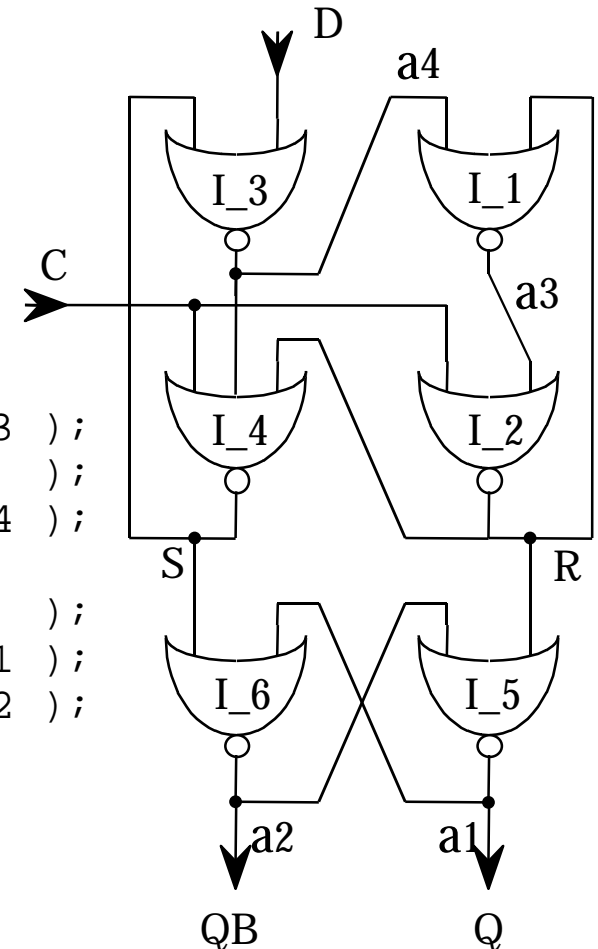 D
a4
I_3
I_1
C
a3
3 );
I_4
I_2
);
4 );
S
R
);
I_6
I_5
1 );
2 );
a2
a1
QB
Q